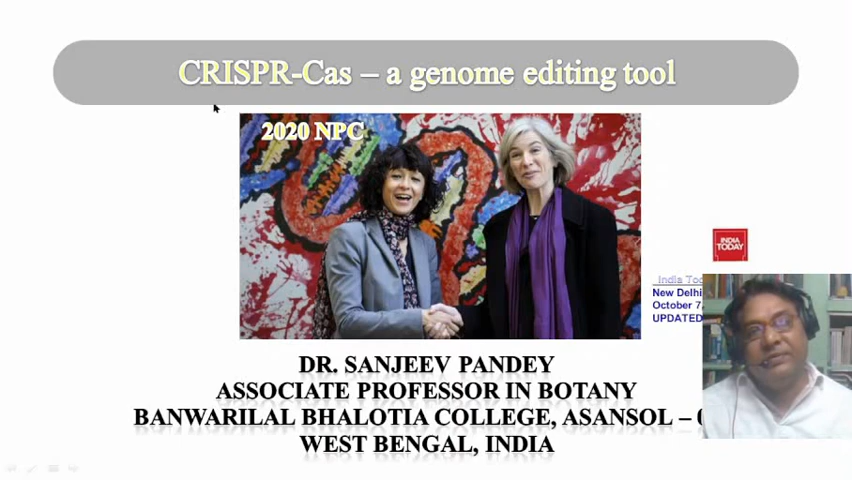 CRISPR-Cas – a genome editing tool
2020 NPC
INDIA
TODAY
New Delhi
October 7,
UPDATED
DR. SANJEEV PANDEY
ASSOCIATE PROFESSOR IN BOTANY
BANWARILAL BHALOTIA COLLEGE, ASANSOL –
WEST BENGAL, INDIA